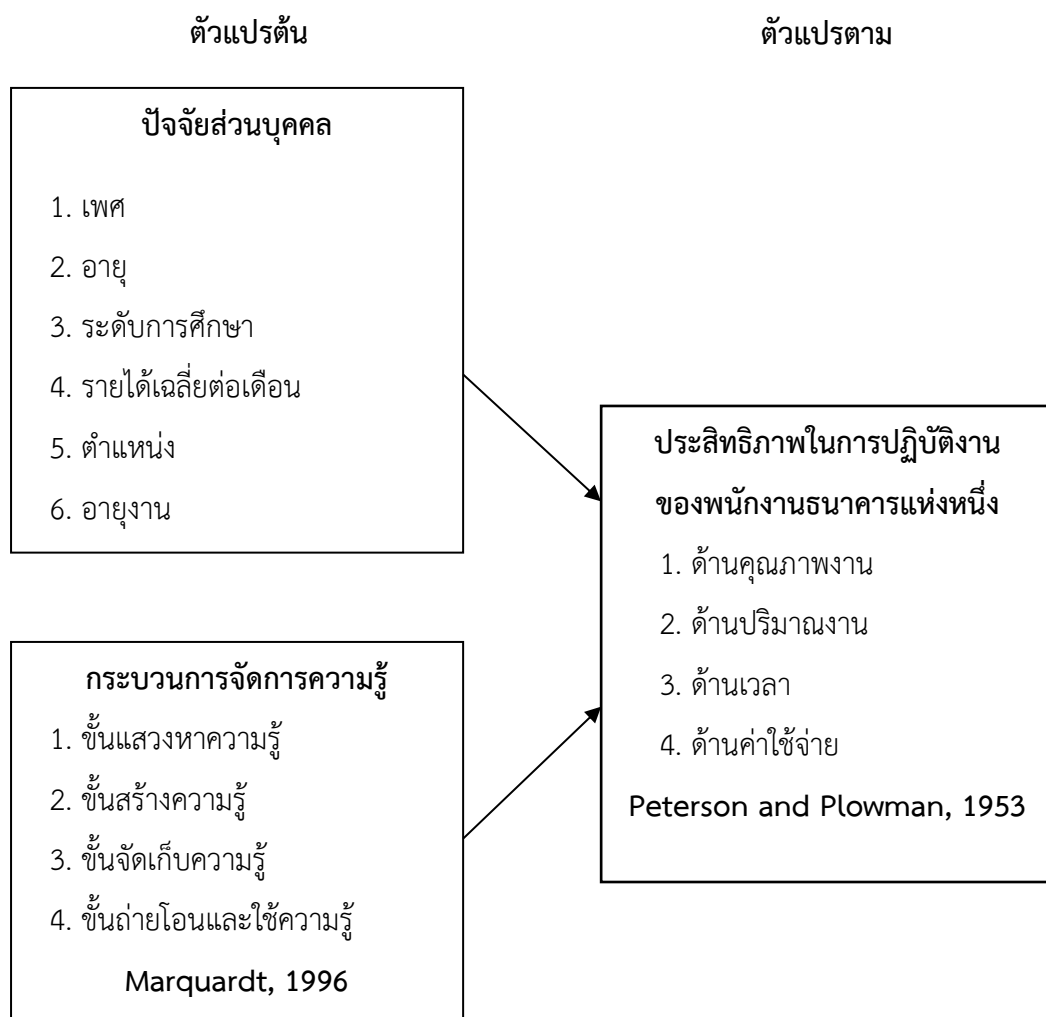 ตัวแปรต้น
ตัวแปรตาม
ปัจจัยส่วนบุคคล
1. เพศ
2. อายุ
3. ระดับการศึกษา
4. รายได้เฉลี่ยต่อเดือน
5. ตำแหน่ง
6. อายุงาน
กระบวนการจัดการความรู้
1. ขั้นแสวงหาความรู้
2. ขั้นสร้างความรู้
3. ขั้นจัดเก็บความรู้
4. ขั้นถ่ายโอนและใช้ความรู้
Marquardt, 1996
ประสิทธิภาพในการปฏิบัติงาน
ของพนักงานธนาคารแห่งหนึ่ง
1. ด้านคุณภาพงาน
2. ด้านปริมาณงาน
3. ด้านเวลา
4. ด้านค่าใช้จ่าย
Peterson and Plowman, 1953